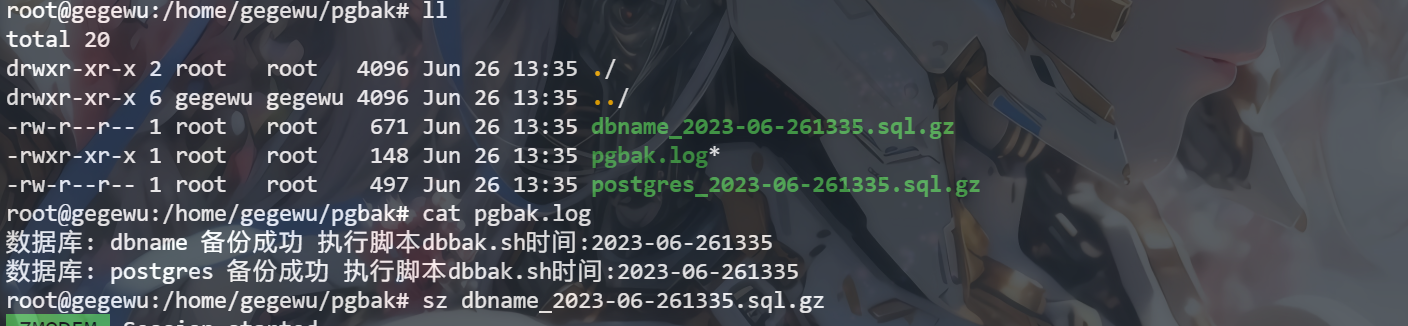 root@gegewu:/home/gegewu/pgbak# ll
total 20
drwxr-xr-x 2 root   root   4096 Jun 26 13:35 ./
drwxr-xr-x 6 gegewu gegewu 4096 Jun 26 13:35 ../
-rw-r--r-- 1 root   root    671 Jun 26 13:35 dbname_2023-06-261335.sql.gz
-rwxr-xr-x 1 root   root    148 Jun 26 13:35 pgbak.log*
-rw-r--r-- 1 root   root    497 Jun 26 13:35 postgres_2023-06-261335.sql.gz
root@gegewu:/home/gegewu/pgbak# cat pgbak.log
数据库: dbname 备份成功 执行脚本dbbak.sh时间:2023-06-261335
数据库: postgres 备份成功 执行脚本dbbak.sh时间:2023-06-261335
root@gegewu:/home/gegewu/pgbak# sz dbname_2023-06-261335.sql.gz
ZMODEM Session started